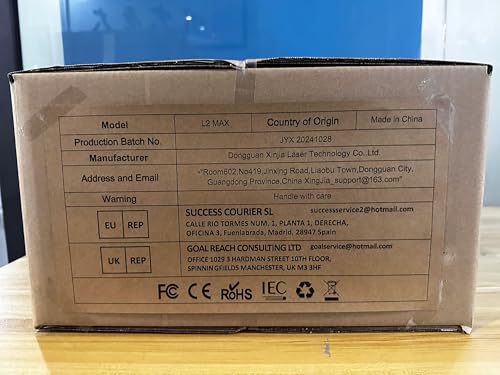 Model L2 MAX Country of Origin Made in China
Production Batch No. JYX 20241028
Manufacturer Dongguan Xinjia Laser Technology Co.,Ltd.
Address and Email
"Room602,No419,Jinxing Road,Liaobu Town,Dongguan City,
Guangdong Province,China XingJia_support@163.com"
Warning Handle with care
EU REP
SUCCESS COURIER SL successservice2@hotmail.com
CALLE RIO TORMES NUM, 1, PLANTA 1, DERECHA,
OFICINA 3, Fuenlabrada, Madrid, 28947 Spain
UK REP
GOAL REACH CONSULTING LTD goalservice@hotmail.com
OFFICE 1029 3 HARDMAN STREET 10TH FLOOR,
SPINNINGFIELDS MANCHESTER, UK M3 3HF
FC CE RoHS IEC